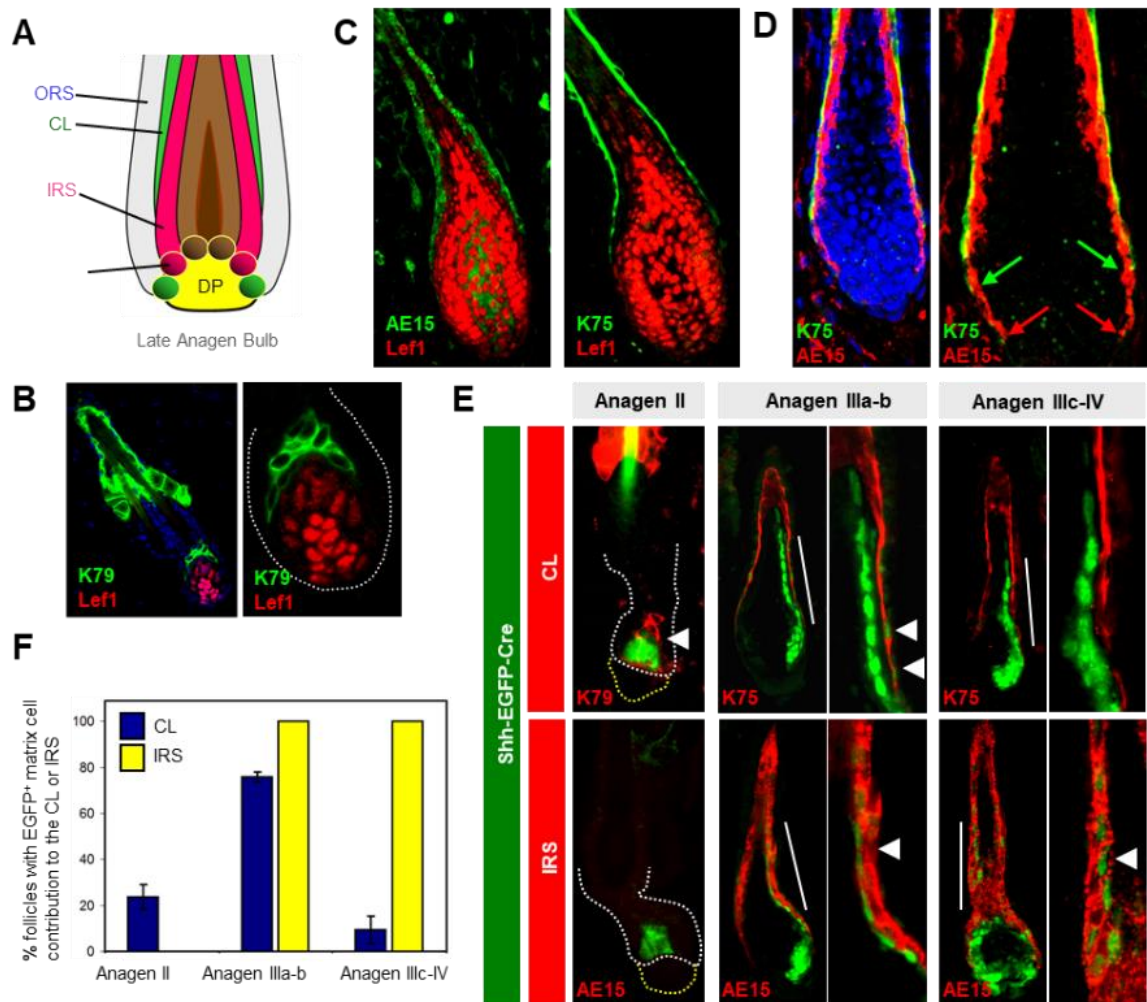 A
ORS
CL
IRS
DP
Late Anagen Bulb
B
K79
Lef1
K79
Lef1
C
AE15
Lef1
K75
Lef1
D
K75
AE15
K75
AE15
E
Anagen II
Anagen IIIa-b
Anagen IIIc-IV
Shh-EGFP-Cre
CL
K79
K75
K75
IRS
AE15
AE15
AE15
F
% follicles with EGFP⁺ matrix cell
contribution to the CL or IRS
100
80
60
40
20
0
CL
IRS
Anagen II
Anagen IIIa-b
Anagen IIIc-IV